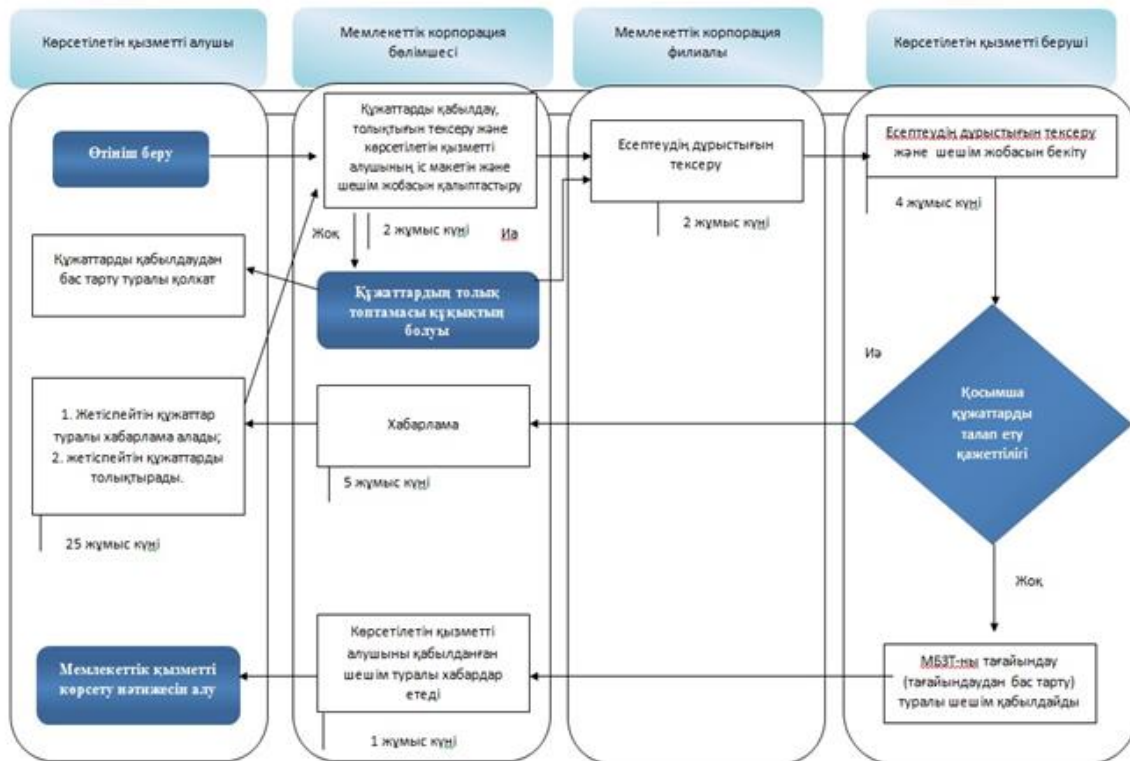 Көрсетілетін қызметті алушы
Мемлекеттік корпорация
бөлімшесі
Мемлекеттік корпорация
филиалы
Көрсетілетін қызметті беруші
Өтініш беру
Құжаттарды қабылдау,
толықтығын тексеру және
көрсетілетін қызметті
алушының іс макетін және
шешім жобасын қалыптастыру
Есептеудің дұрыстығын
тексеру
Есептеудің дұрыстығын тексеру
және шешім жобасын бекіту
Жоқ
2 жұмыс күні
Иа
2 жұмыс күні
4 жұмыс күні
Құжаттарды қабылдаудан
бас тарту туралы қолхат
Құжаттардың толық
топтамасы құқықтың
болуы
Иә
Қосымша
құжаттарды
талап ету
қажеттілігі
1. Жетіспейтін құжаттар
туралы хабарлама алады;
2. жетіспейтін құжаттарды
толықтырады.
Хабарлама
5 жұмыс күні
25 жұмыс күні
Жоқ
Мемлекеттік қызметті
көрсету нәтижесін алу
Көрсетілетін қызметті
алушыны қабылданған
шешім туралы хабардар
етеді
МБЗТ-ны тағайындау
(тағайындаудан бас тарту)
туралы шешім қабылдайды
1 жұмыс күні